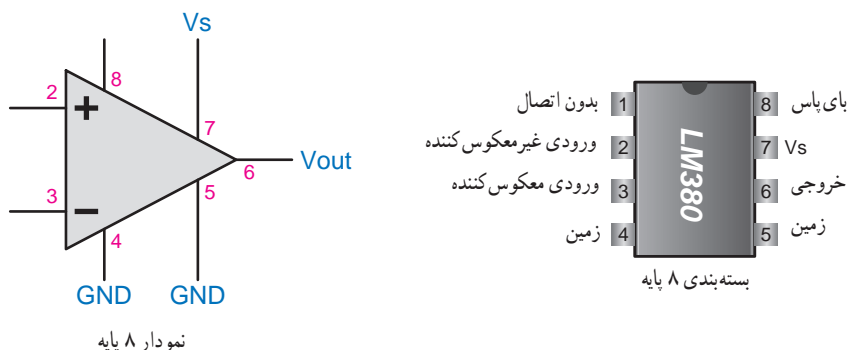 Vs
8
2
+
7
Vout
6
3
−
5
4
GND
GND
نمودار ۸ پایه
بدون اتصال
1
8
بای‌پاس
ورودی غیرمعکوس‌کننده
2
7
Vs
ورودی معکوس‌کننده
3
6
خروجی
زمین
4
5
زمین
LM380
بسته‌بندی ۸ پایه